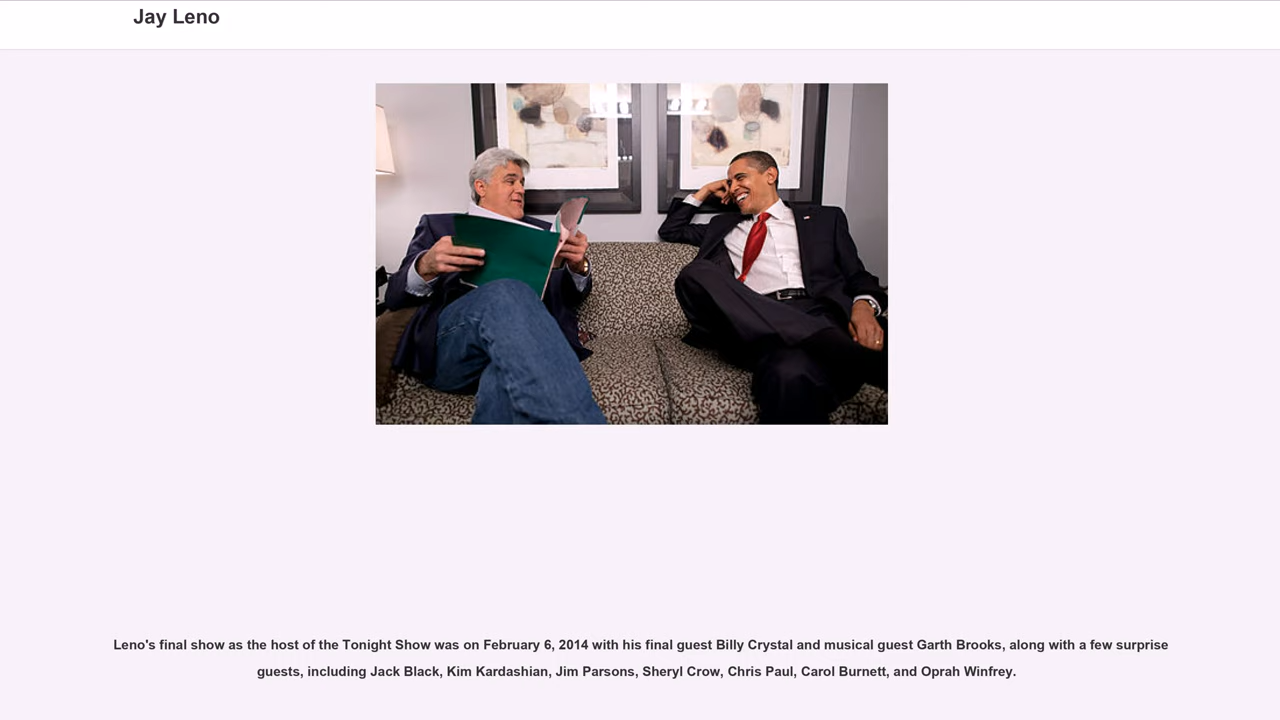 Jay Leno
Leno's final show as the host of the Tonight Show was on February 6, 2014 with his final guest Billy Crystal and musical guest Garth Brooks, along with a few surprise
guests, including Jack Black, Kim Kardashian, Jim Parsons, Sheryl Crow, Chris Paul, Carol Burnett, and Oprah Winfrey.